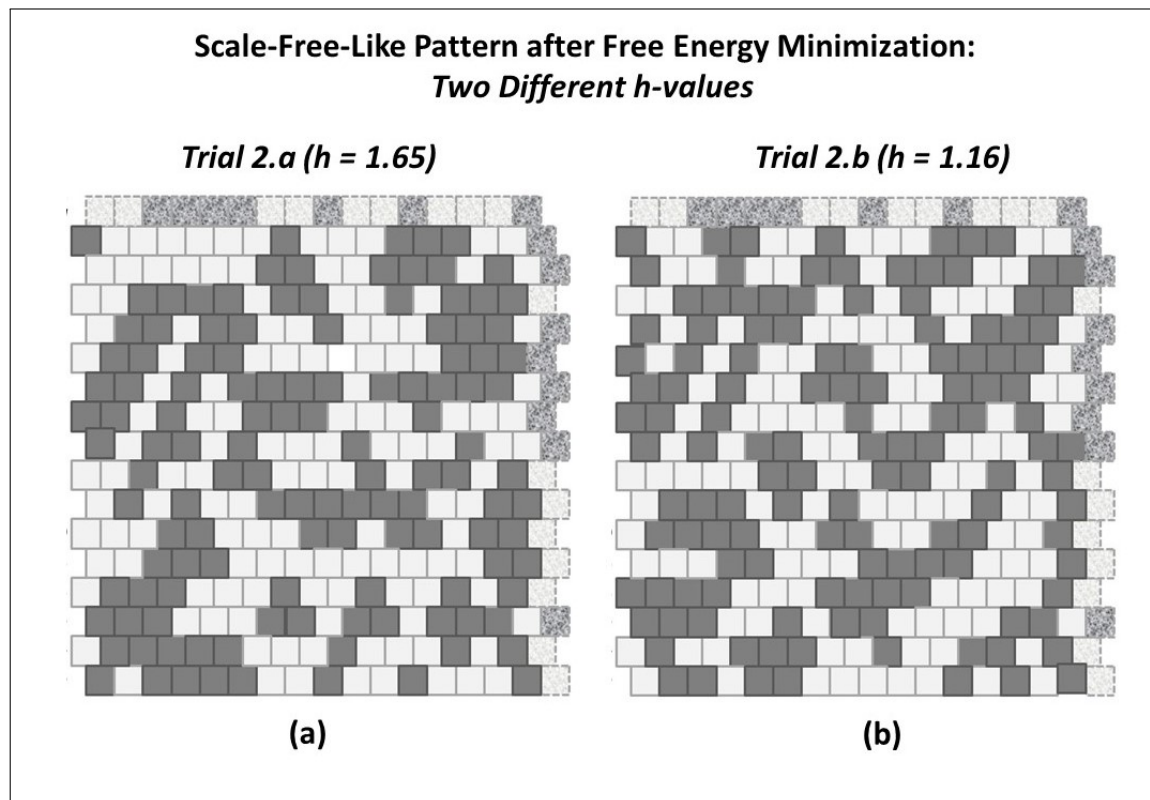 Scale-Free-Like Pattern after Free Energy Minimization:
Two Different h-values
Trial 2.a (h = 1.65)
Trial 2.b (h = 1.16)
(a)
(b)